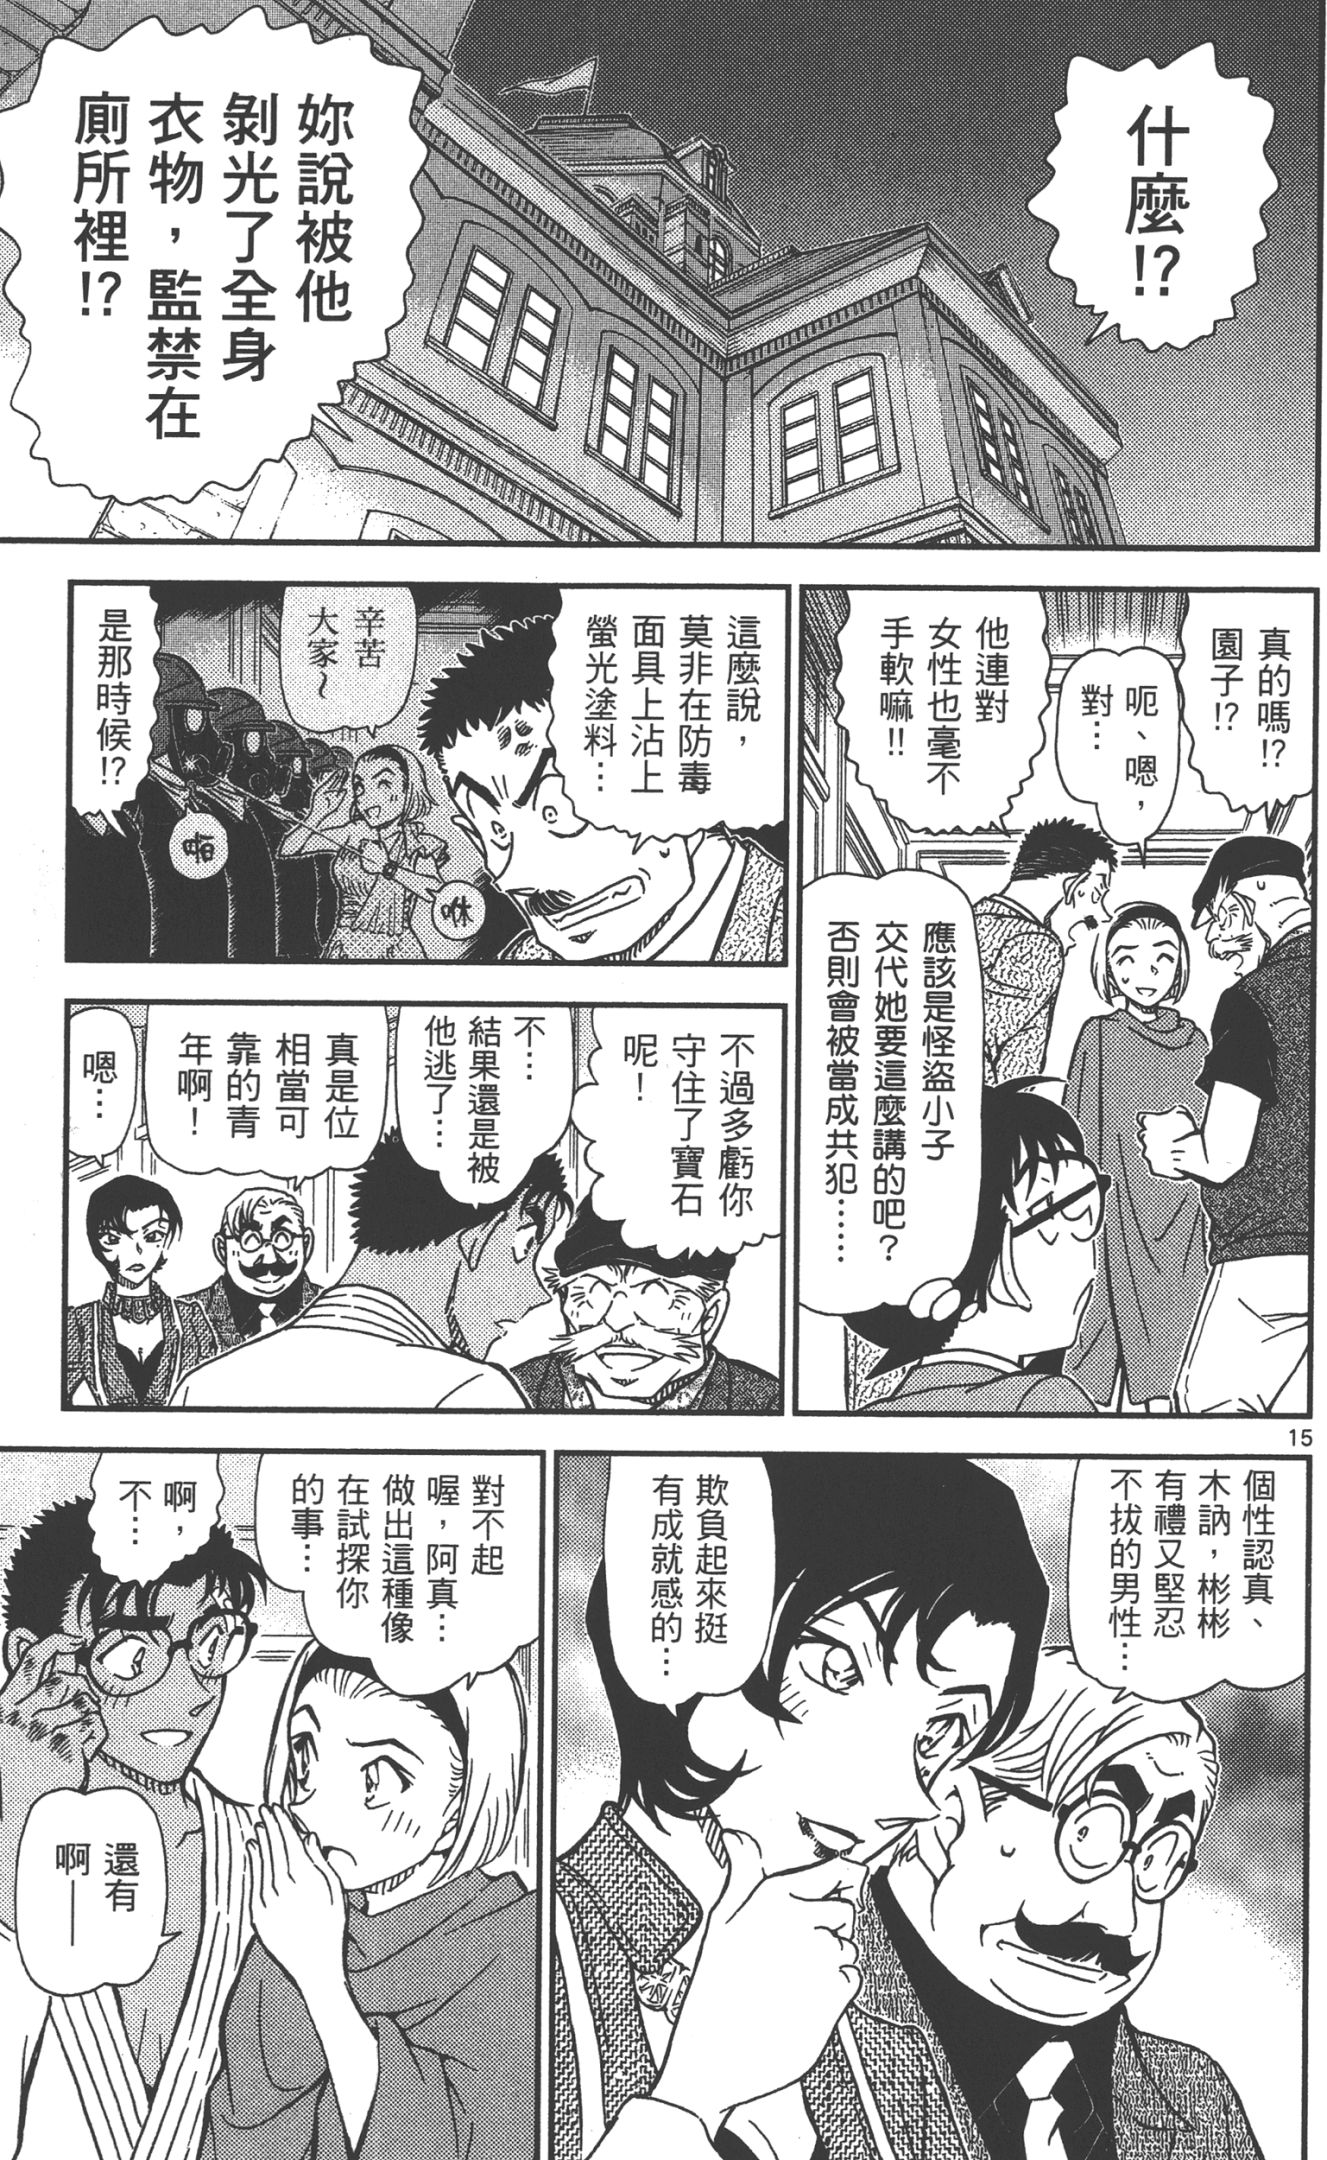 什麼!?
妳說被他
剝光了全身
衣物，監禁在
廁所裡!?
真的嗎!?
園子!?
呃、嗯，
對…
他連對
女性也毫不
手軟嘛!!
應該是怪盜小子
交代她要這麼講的吧?
否則會被當成共犯……
這麼說，
莫非在防毒
面具上沾上
螢光塗料…
辛苦
大家~
咻
是那時候!?
不過多虧你
守住了寶石
呢!
不…
結果還是被
他逃了…
真是位
相當可
靠的青
年啊!
嗯…
15
個性認真、
木訥，彬彬
有禮又堅忍
不拔的男性…
欺負起來挺
有成就感的…
對不起
喔，阿真…
做出這種像
在試探你
的事…
啊，
不…
還有
啊——